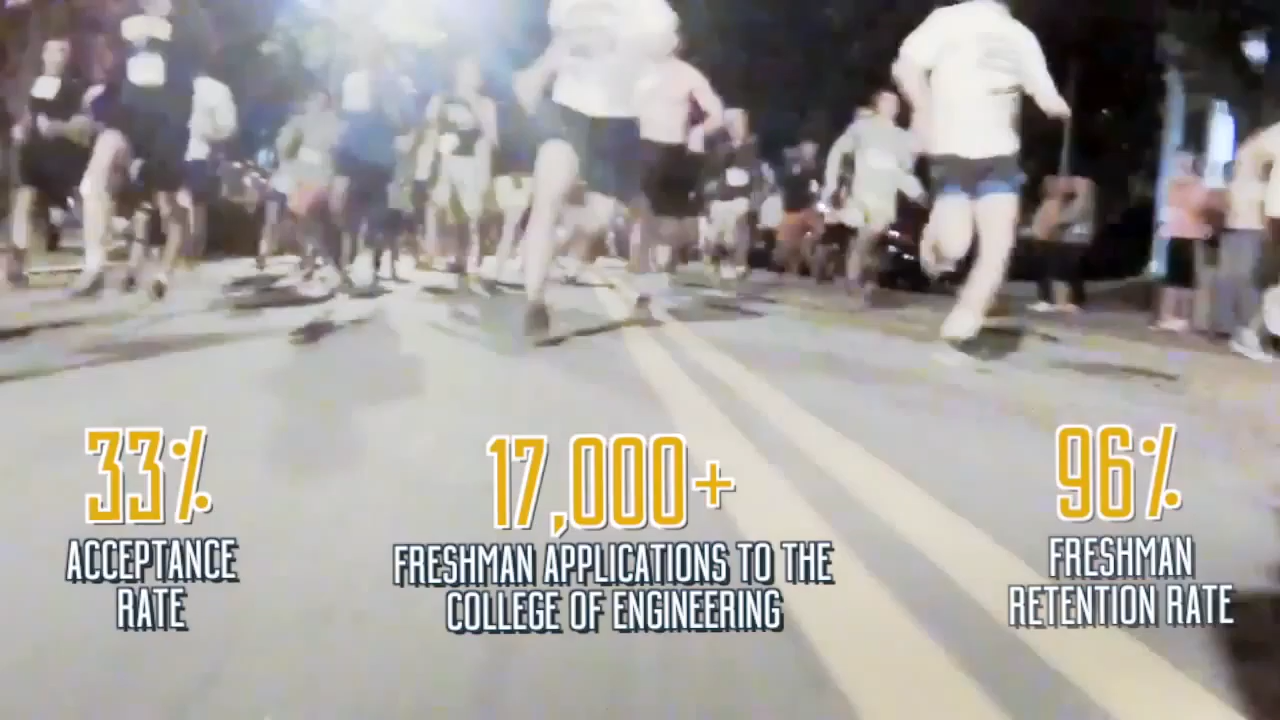 33%
ACCEPTANCE
RATE
17,000+
FRESHMAN APPLICATIONS TO THE
COLLEGE OF ENGINEERING
96%
FRESHMAN
RETENTION RATE